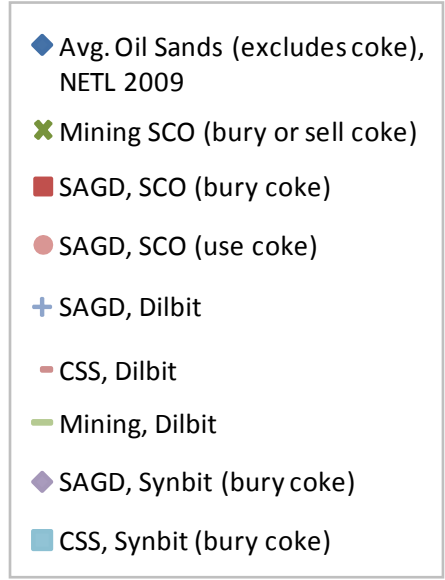 Avg. Oil Sands (excludes coke),
NETL 2009
Mining SCO (bury or sell coke)
SAGD, SCO (bury coke)
SAGD, SCO (use coke)
SAGD, Dilbit
CSS, Dilbit
Mining, Dilbit
SAGD, Synbit (bury coke)
CSS, Synbit (bury coke)